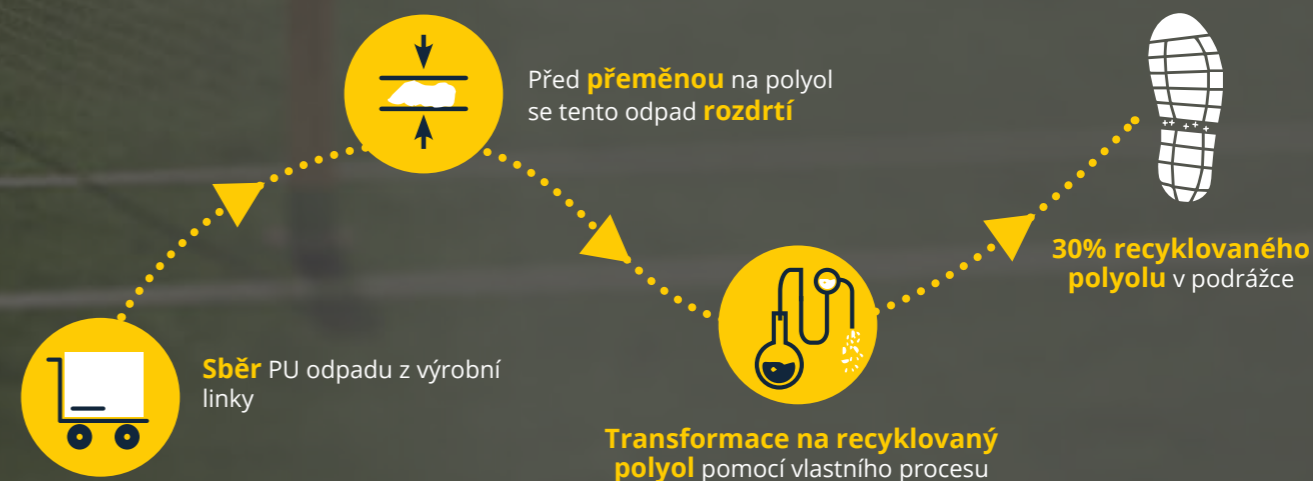 Před přeměnou na polyol
se tento odpad rozdrtí
30% recyklovaného
polyolu v podrážce
Sběr PU odpadu z výrobní
linky
Transformace na recyklovaný
polyol pomocí vlastního procesu